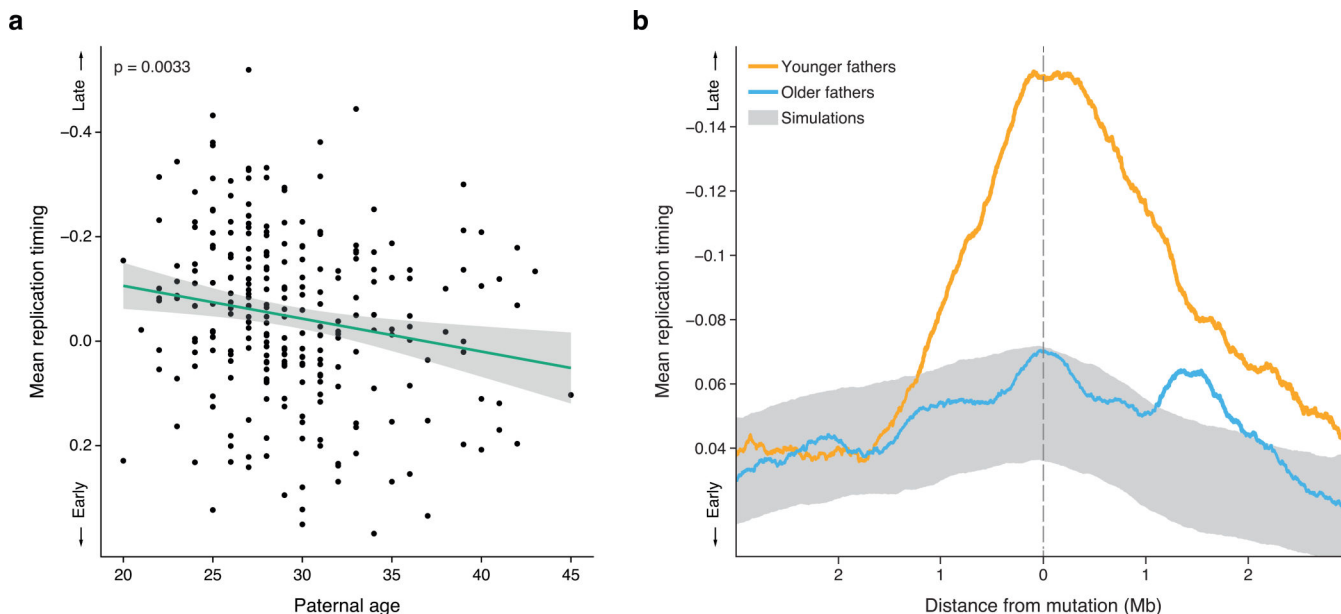 a
p = 0.0033
Late
Early
Mean replication timing
−0.4
−0.2
0.0
0.2
20
25
30
35
40
45
Paternal age
b
Younger fathers
Older fathers
Simulations
Late
Early
Mean replication timing
−0.14
−0.12
−0.1
−0.08
0.06
0.04
2
1
0
1
2
Distance from mutation (Mb)